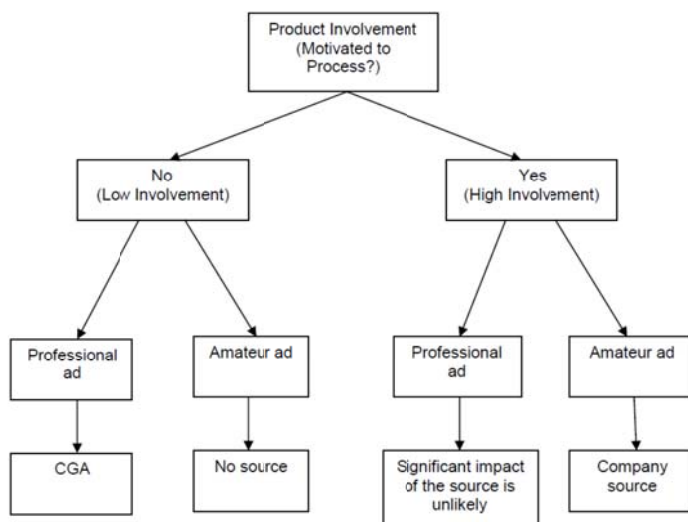 Product Involvement
(Motivated to
Process?)
No
(Low Involvement)
Yes
(High Involvement)
Professional
ad
Amateur ad
Professional
ad
Amateur ad
CGA
No source
Significant impact
of the source is
unlikely
Company
source